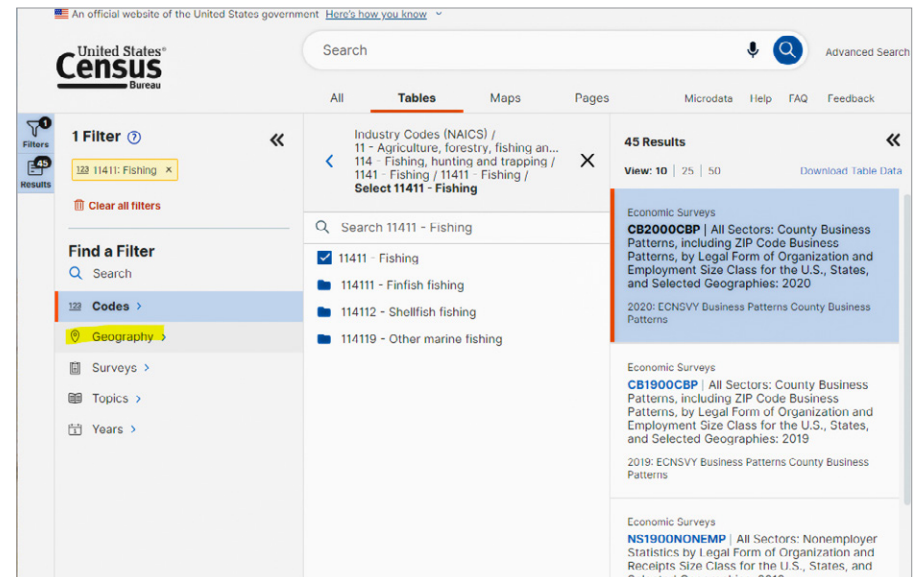 An official website of the United States government Here's how you know
United States®
Census
Bureau
Search
Advanced Search
All Tables Maps Pages Microdata Help FAQ Feedback
1
Filters
45
Results
1 Filter
123 11411: Fishing ×
Clear all filters
Find a Filter
Search
123 Codes >
Geography >
Surveys >
Topics >
Years >
Industry Codes (NAICS) /
11 - Agriculture, forestry, fishing an...
114 - Fishing, hunting and trapping /
1141 - Fishing / 11411 - Fishing /
Select 11411 - Fishing
Search 11411 - Fishing
11411 - Fishing
114111 - Finfish fishing
114112 - Shellfish fishing
114119 - Other marine fishing
45 Results
View: 10 | 25 | 50 Download Table Data
Economic Surveys
CB2000CBP | All Sectors: County Business
Patterns, including ZIP Code Business
Patterns, by Legal Form of Organization and
Employment Size Class for the U.S., States,
and Selected Geographies: 2020
2020: ECNSVY Business Patterns County Business
Patterns
Economic Surveys
CB1900CBP | All Sectors: County Business
Patterns, including ZIP Code Business
Patterns, by Legal Form of Organization and
Employment Size Class for the U.S., States,
and Selected Geographies: 2019
2019: ECNSVY Business Patterns County Business
Patterns
Economic Surveys
NS1900NONEMP | All Sectors: Nonemployer
Statistics by Legal Form of Organization and
Receipts Size Class for the U.S., States, and